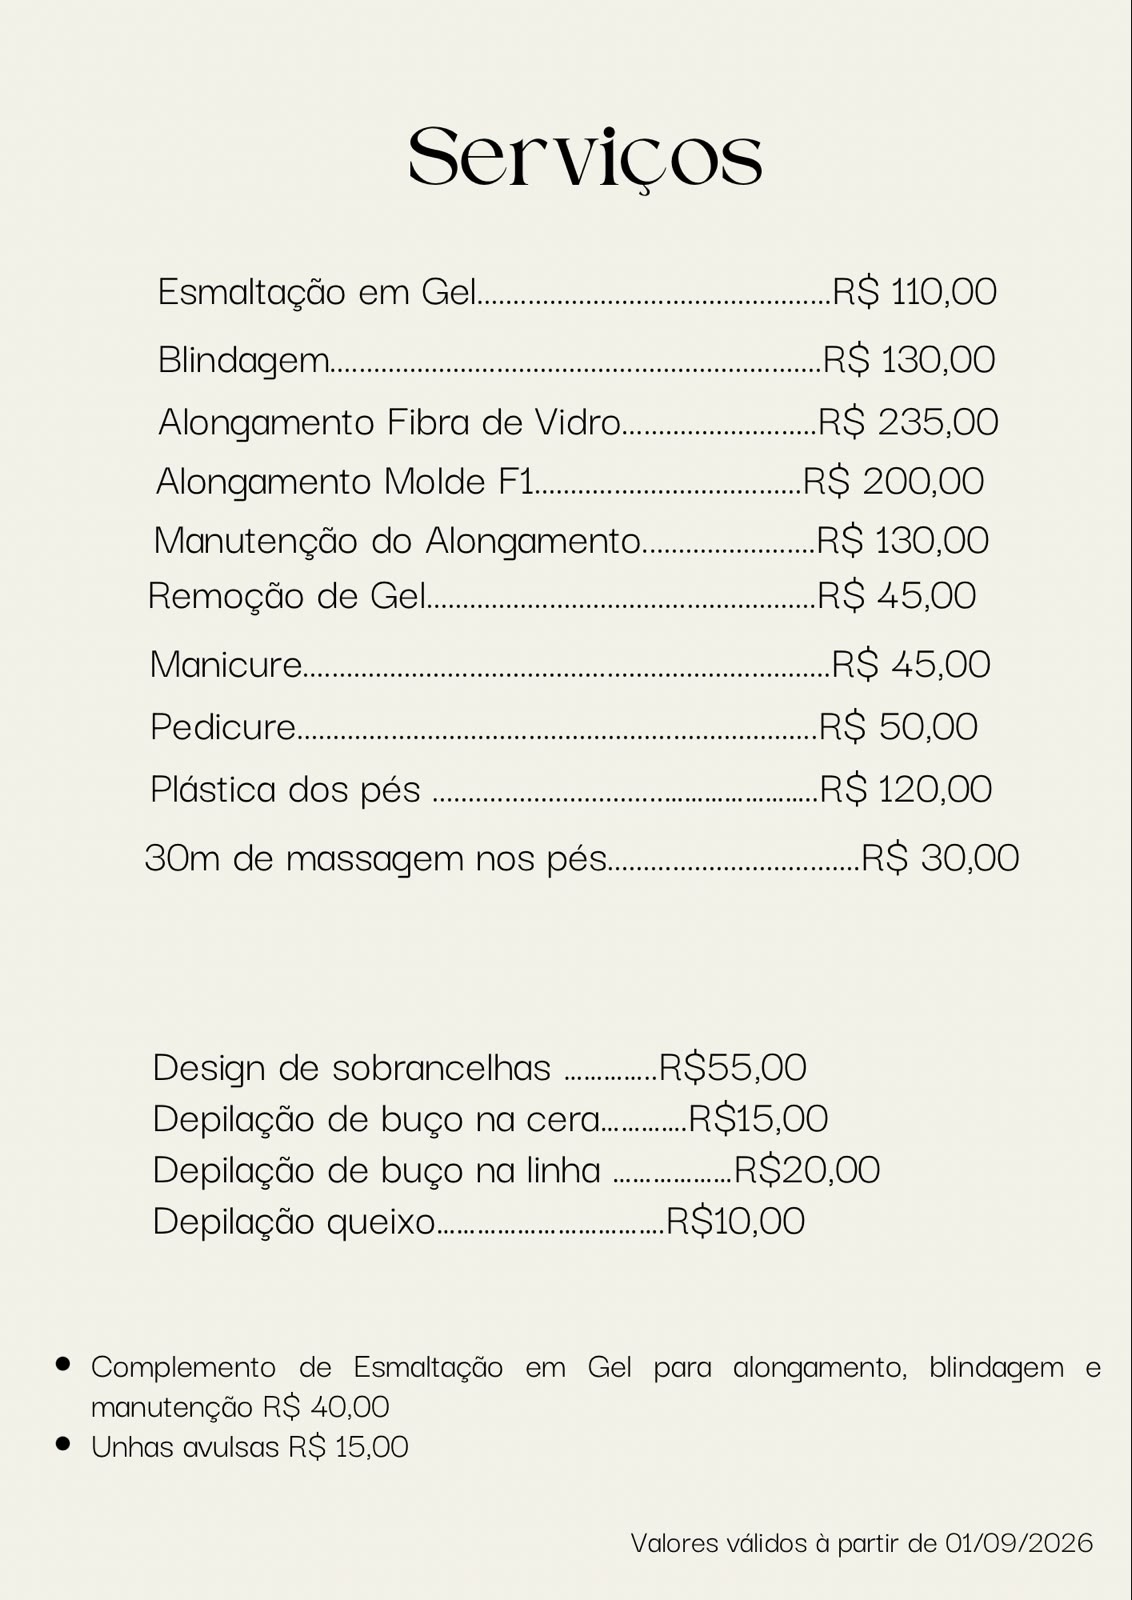 Serviços
Esmaltação em Gel.................................................R$ 110,00
Blindagem....................................................................R$ 130,00
Alongamento Fibra de Vidro...........................R$ 235,00
Alongamento Molde F1.....................................R$ 200,00
Manutenção do Alongamento........................R$ 130,00
Remoção de Gel......................................................R$ 45,00
Manicure.........................................................................R$ 45,00
Pedicure........................................................................R$ 50,00
Plástica dos pés ......................................................R$ 120,00
30m de massagem nos pés...................................R$ 30,00
Design de sobrancelhas ..............R$55,00
Depilação de buço na cera.............R$15,00
Depilação de buço na linha ..................R$20,00
Depilação queixo..................................R$10,00
● Complemento de Esmaltação em Gel para alongamento, blindagem e
manutenção R$ 40,00
● Unhas avulsas R$ 15,00
Valores válidos à partir de 01/09/2026